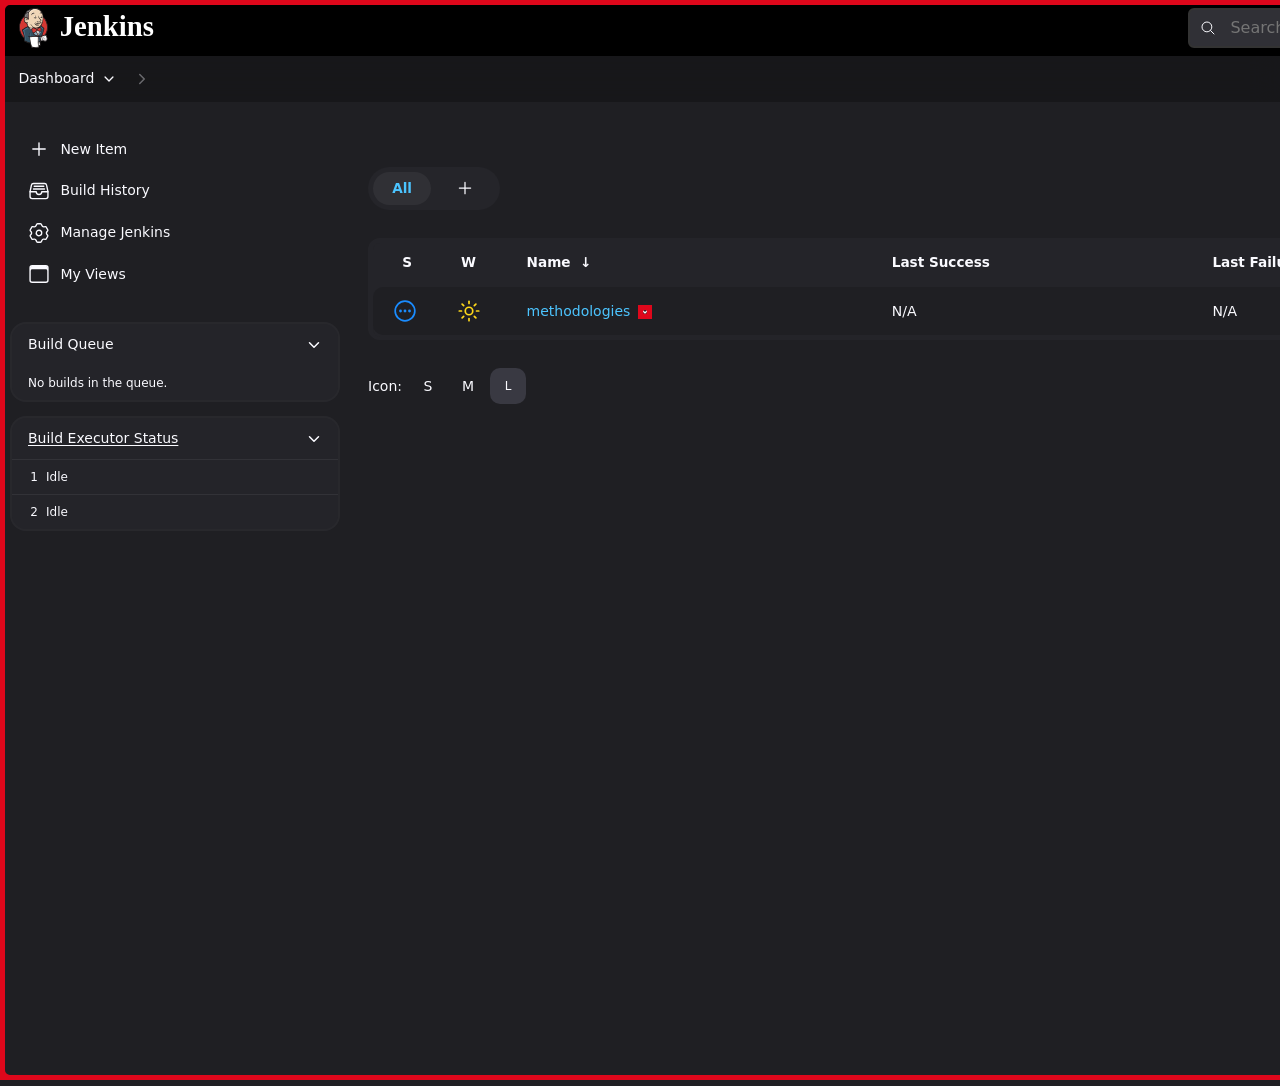 Jenkins
Search
Dashboard
New Item
Build History
Manage Jenkins
My Views
All
S W Name ↓ Last Success Last Failu
methodologies N/A N/A
Icon: S M L
Build Queue
No builds in the queue.
Build Executor Status
1 Idle
2 Idle